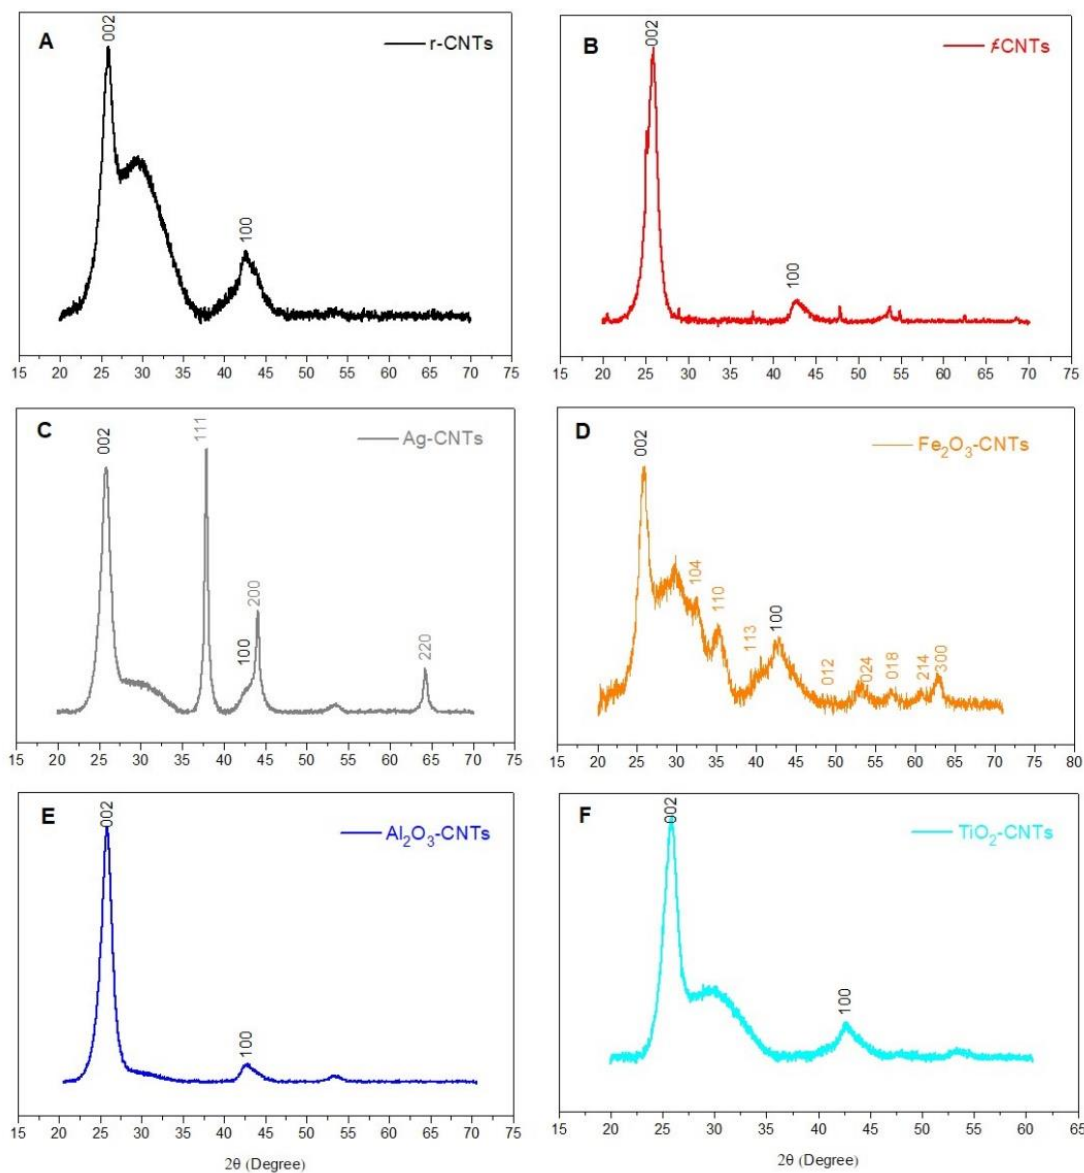 A
002
r-CNTs
100
15 20 25 30 35 40 45 50 55 60 65 70 75
B
002
fCNTs
100
15 20 25 30 35 40 45 50 55 60 65 70 75
C
002
111
Ag-CNTs
100
200
220
15 20 25 30 35 40 45 50 55 60 65 70 75
D
002
Fe₂O₃-CNTs
104
110
113
100
012
024
018
214
300
15 20 25 30 35 40 45 50 55 60 65 70 75 80
E
002
Al₂O₃-CNTs
100
15 20 25 30 35 40 45 50 55 60 65 70 75
2θ (Degree)
F
002
TiO₂-CNTs
100
15 20 25 30 35 40 45 50 55 60 65
2θ (Degree)